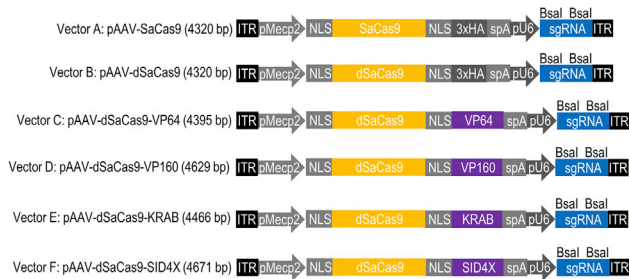 BsaI BsaI
Vector A: pAAV-SaCas9 (4320 bp) ITR pMecp2 NLS SaCas9 NLS 3xHA spA pU6 sgRNA ITR
BsaI BsaI
Vector B: pAAV-dSaCas9 (4320 bp) ITR pMecp2 NLS dSaCas9 NLS 3xHA spA pU6 sgRNA ITR
BsaI BsaI
Vector C: pAAV-dSaCas9-VP64 (4395 bp) ITR pMecp2 NLS dSaCas9 NLS VP64 spA pU6 sgRNA ITR
BsaI BsaI
Vector D: pAAV-dSaCas9-VP160 (4629 bp) ITR pMecp2 NLS dSaCas9 NLS VP160 spA pU6 sgRNA ITR
BsaI BsaI
Vector E: pAAV-dSaCas9-KRAB (4466 bp) ITR pMecp2 NLS dSaCas9 NLS KRAB spA pU6 sgRNA ITR
BsaI BsaI
Vector F: pAAV-dSaCas9-SID4X (4671 bp) ITR pMecp2 NLS dSaCas9 NLS SID4X spA pU6 sgRNA ITR